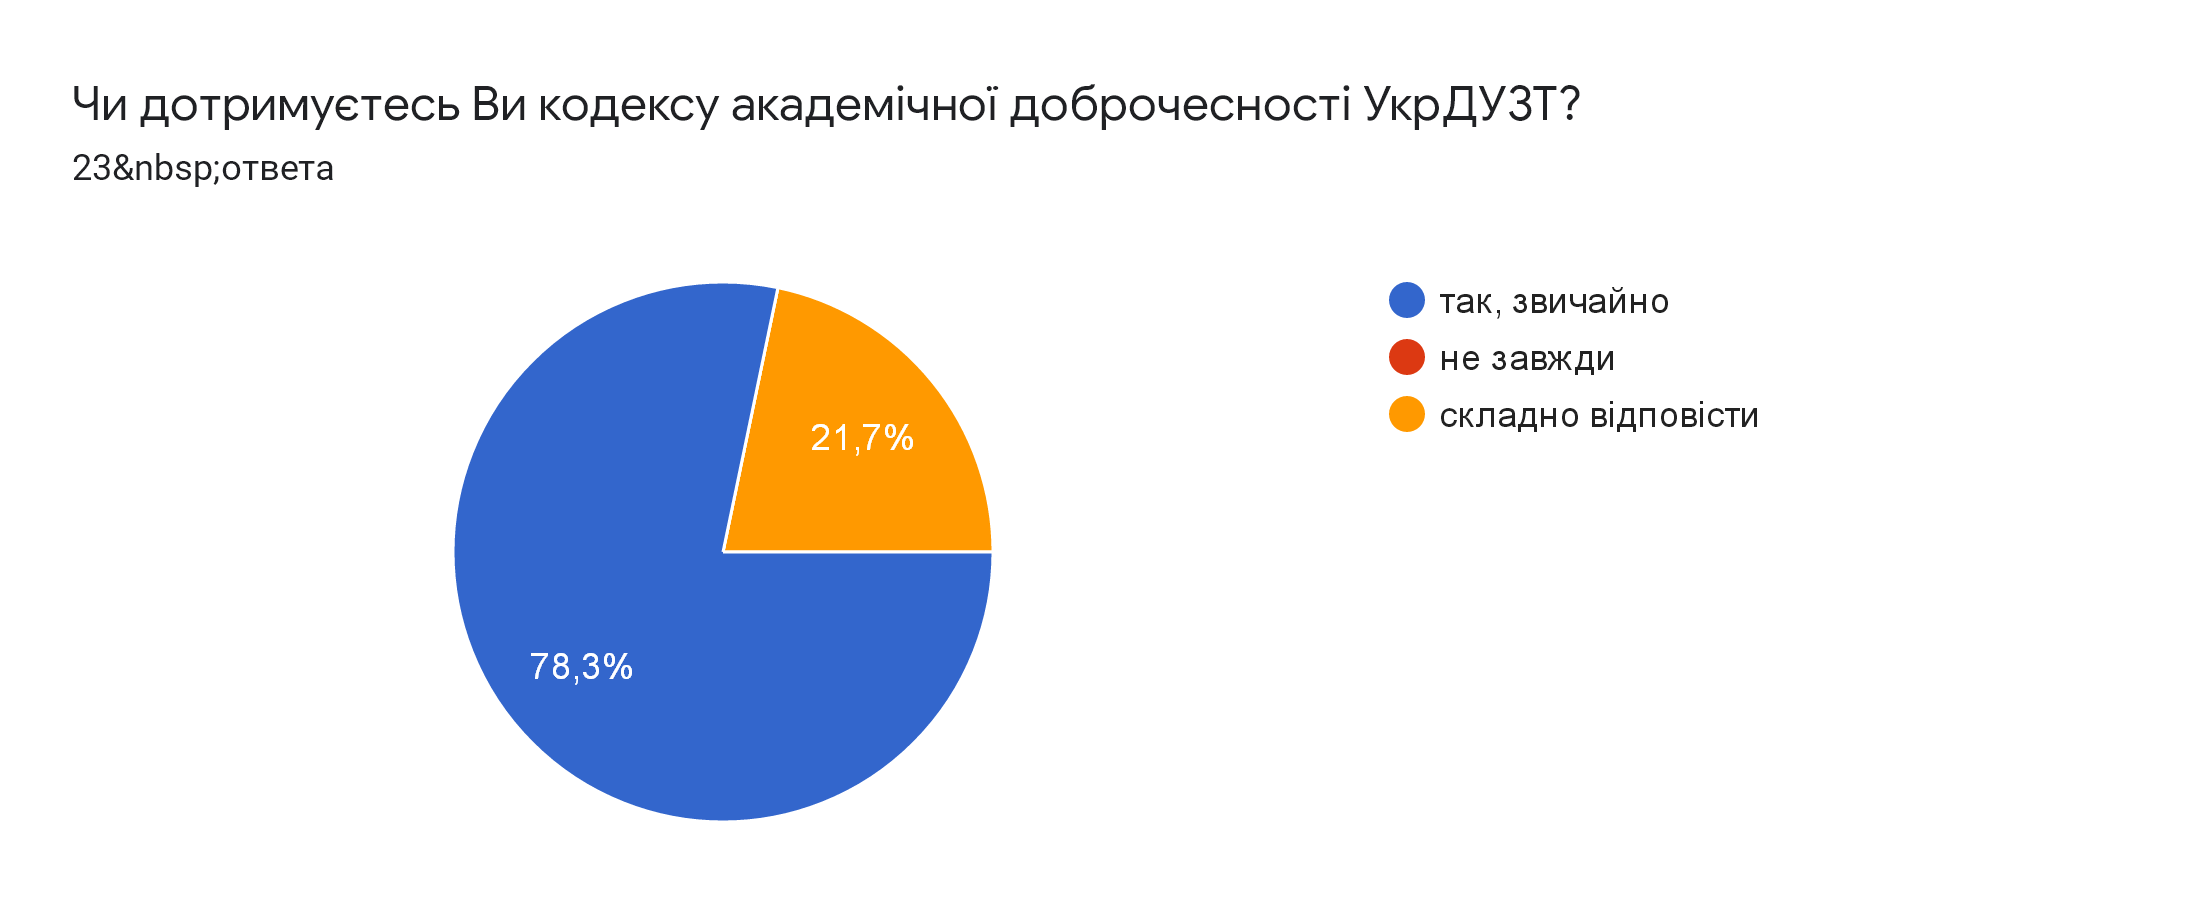 Чи дотримуєтесь Ви кодексу академічної доброчесності УкрДУЗТ?
23&nbsp;ответа
так, звичайно
не завжди
складно відповісти
21,7%
78,3%